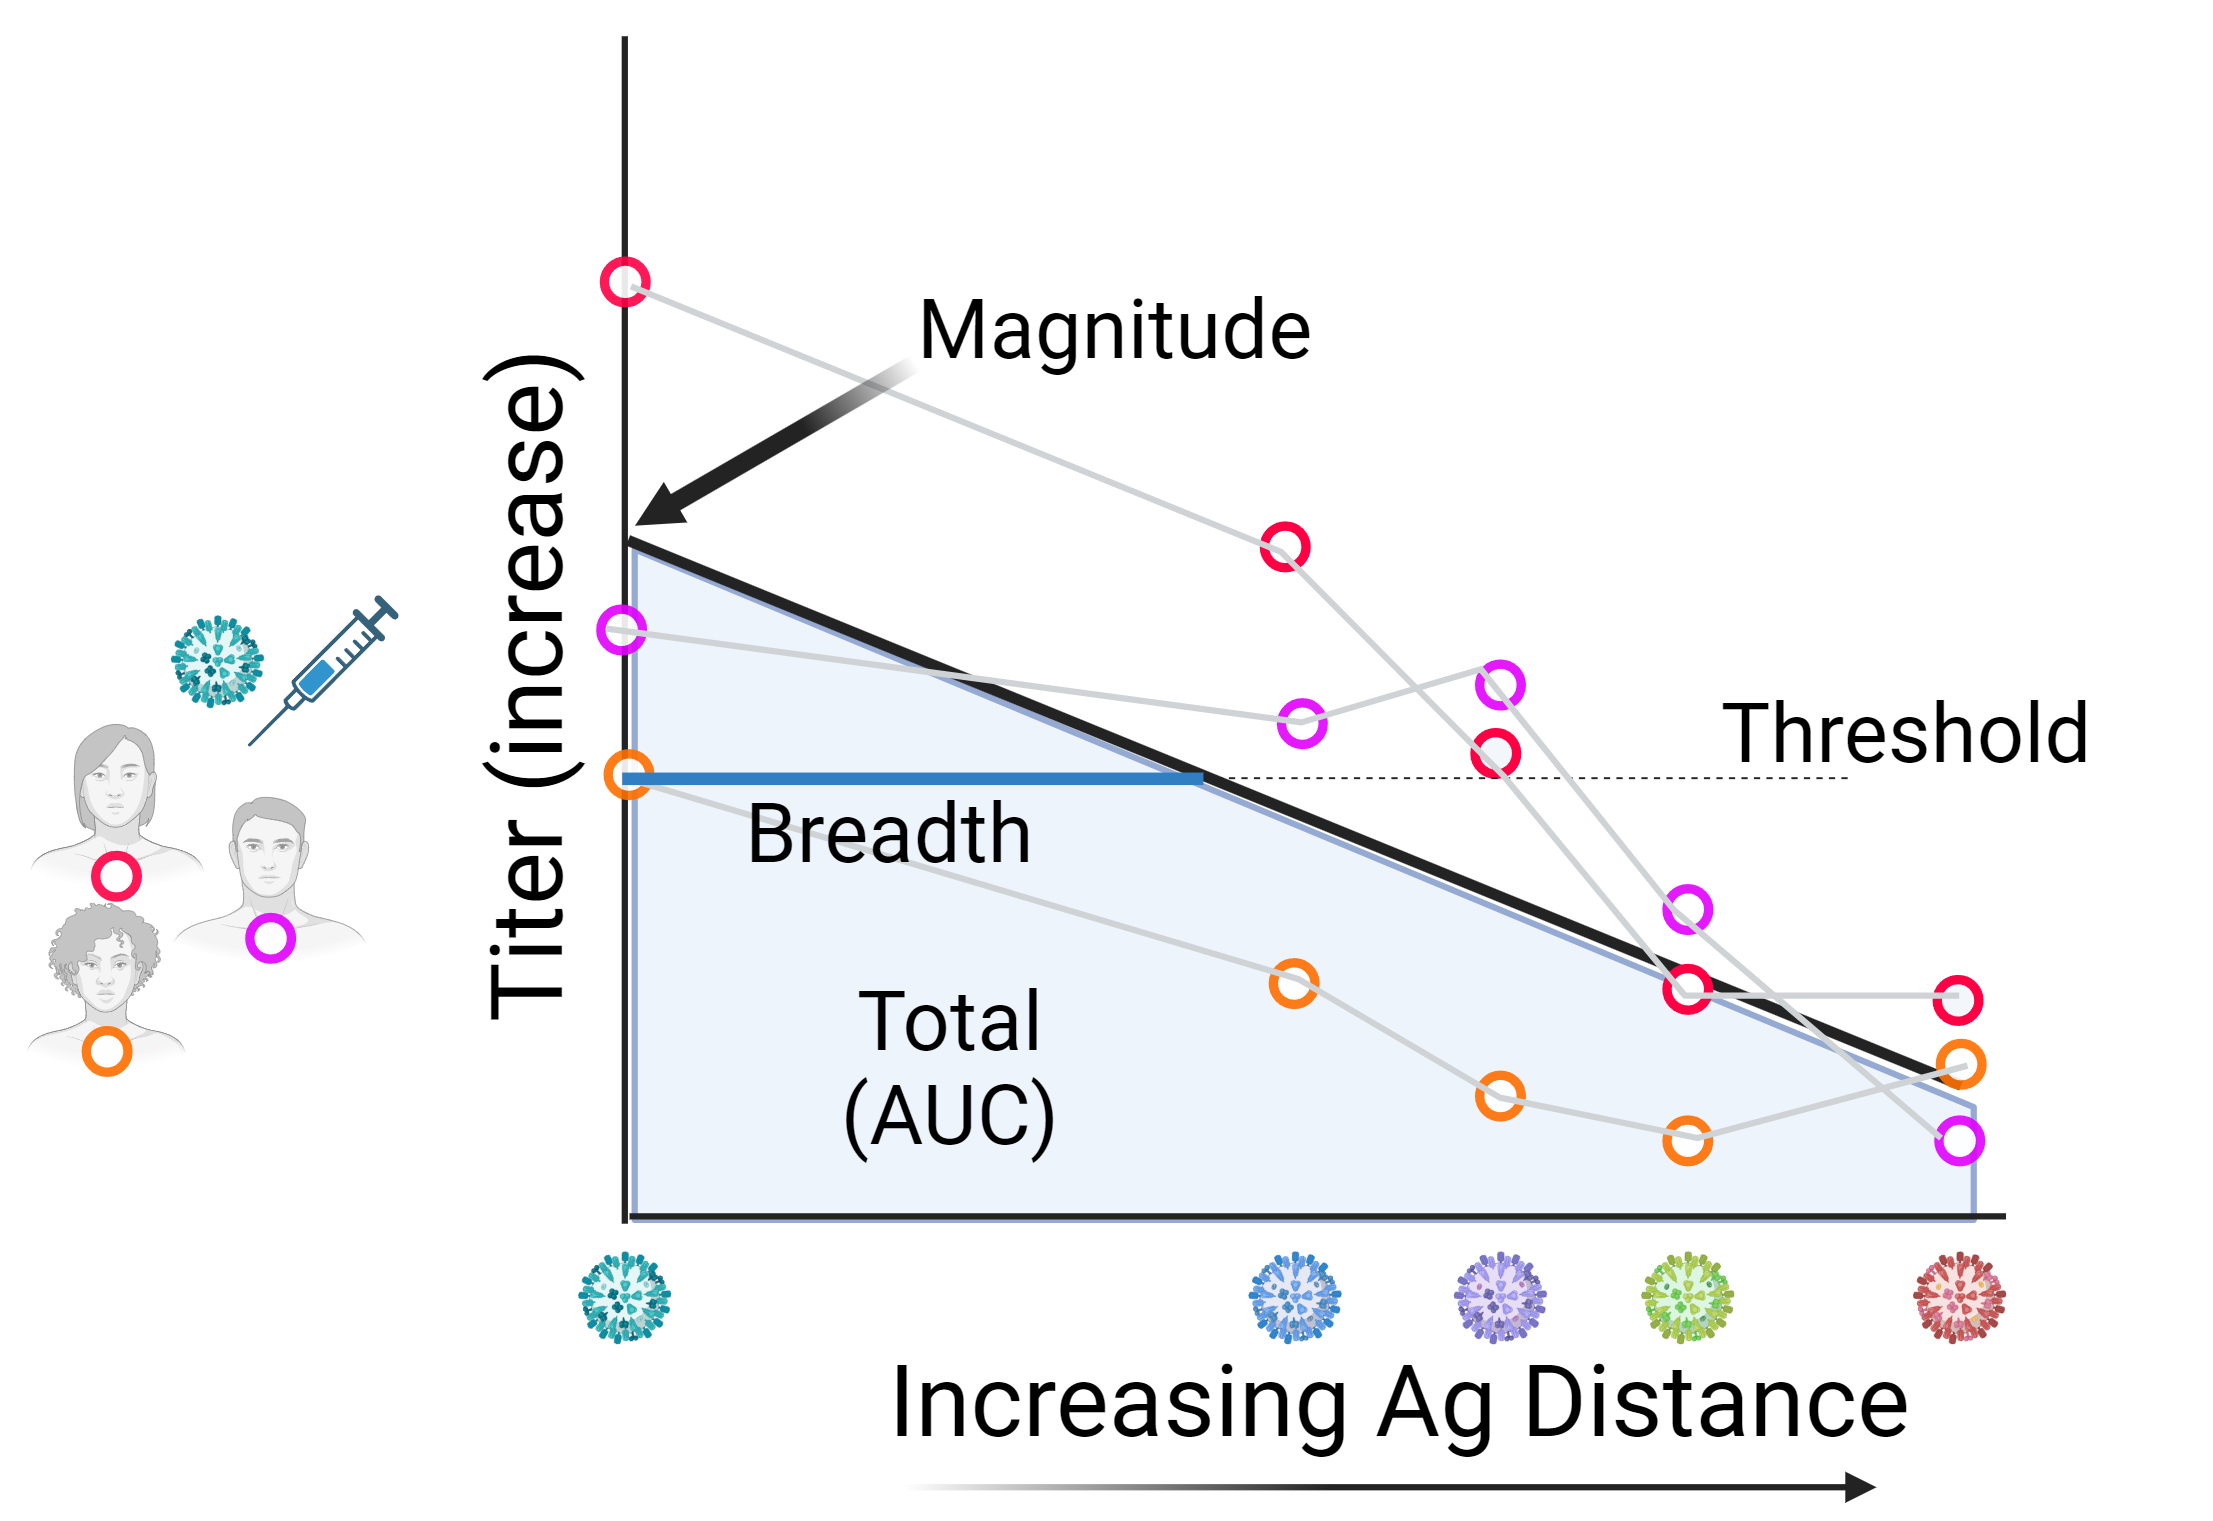 Magnitude
Titer (increase)
Threshold
Breadth
Total
(AUC)
Increasing Ag Distance